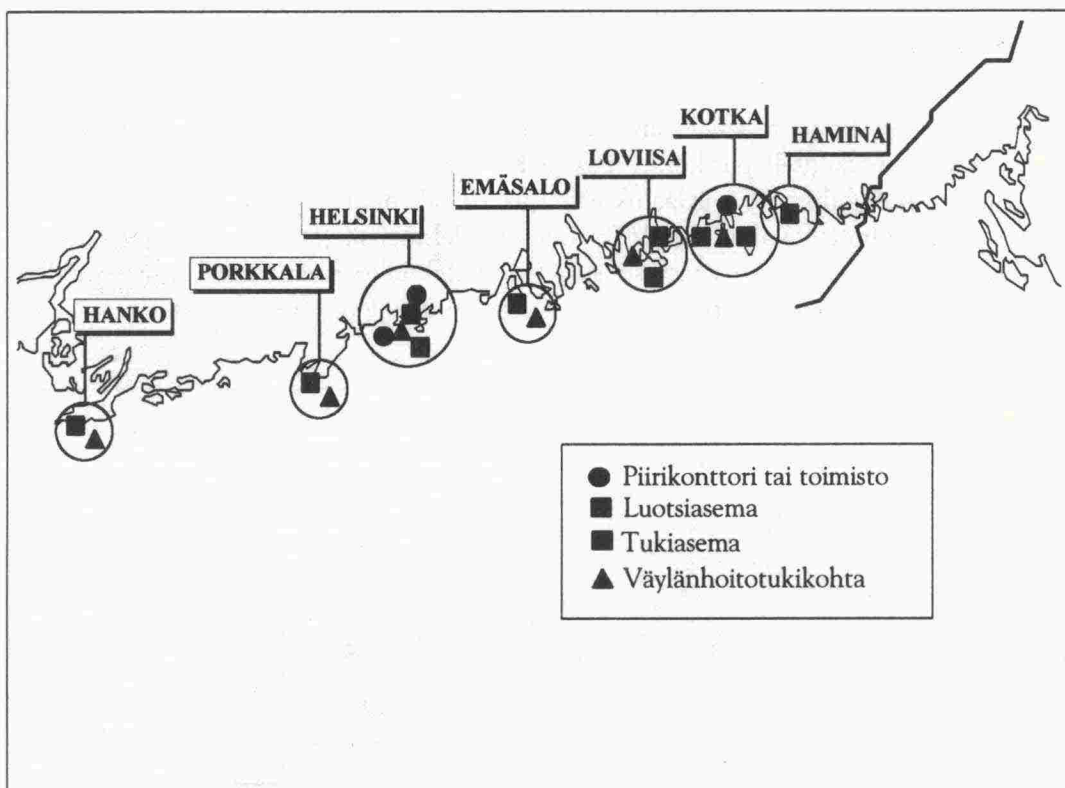 KOTKA
HAMINA
LOVIISA
EMÄSALO
HELSINKI
PORKKALA
HANKO
Piirikonttori tai toimisto
Luotsiasema
Tukiasema
Väylänhoitotukikohta